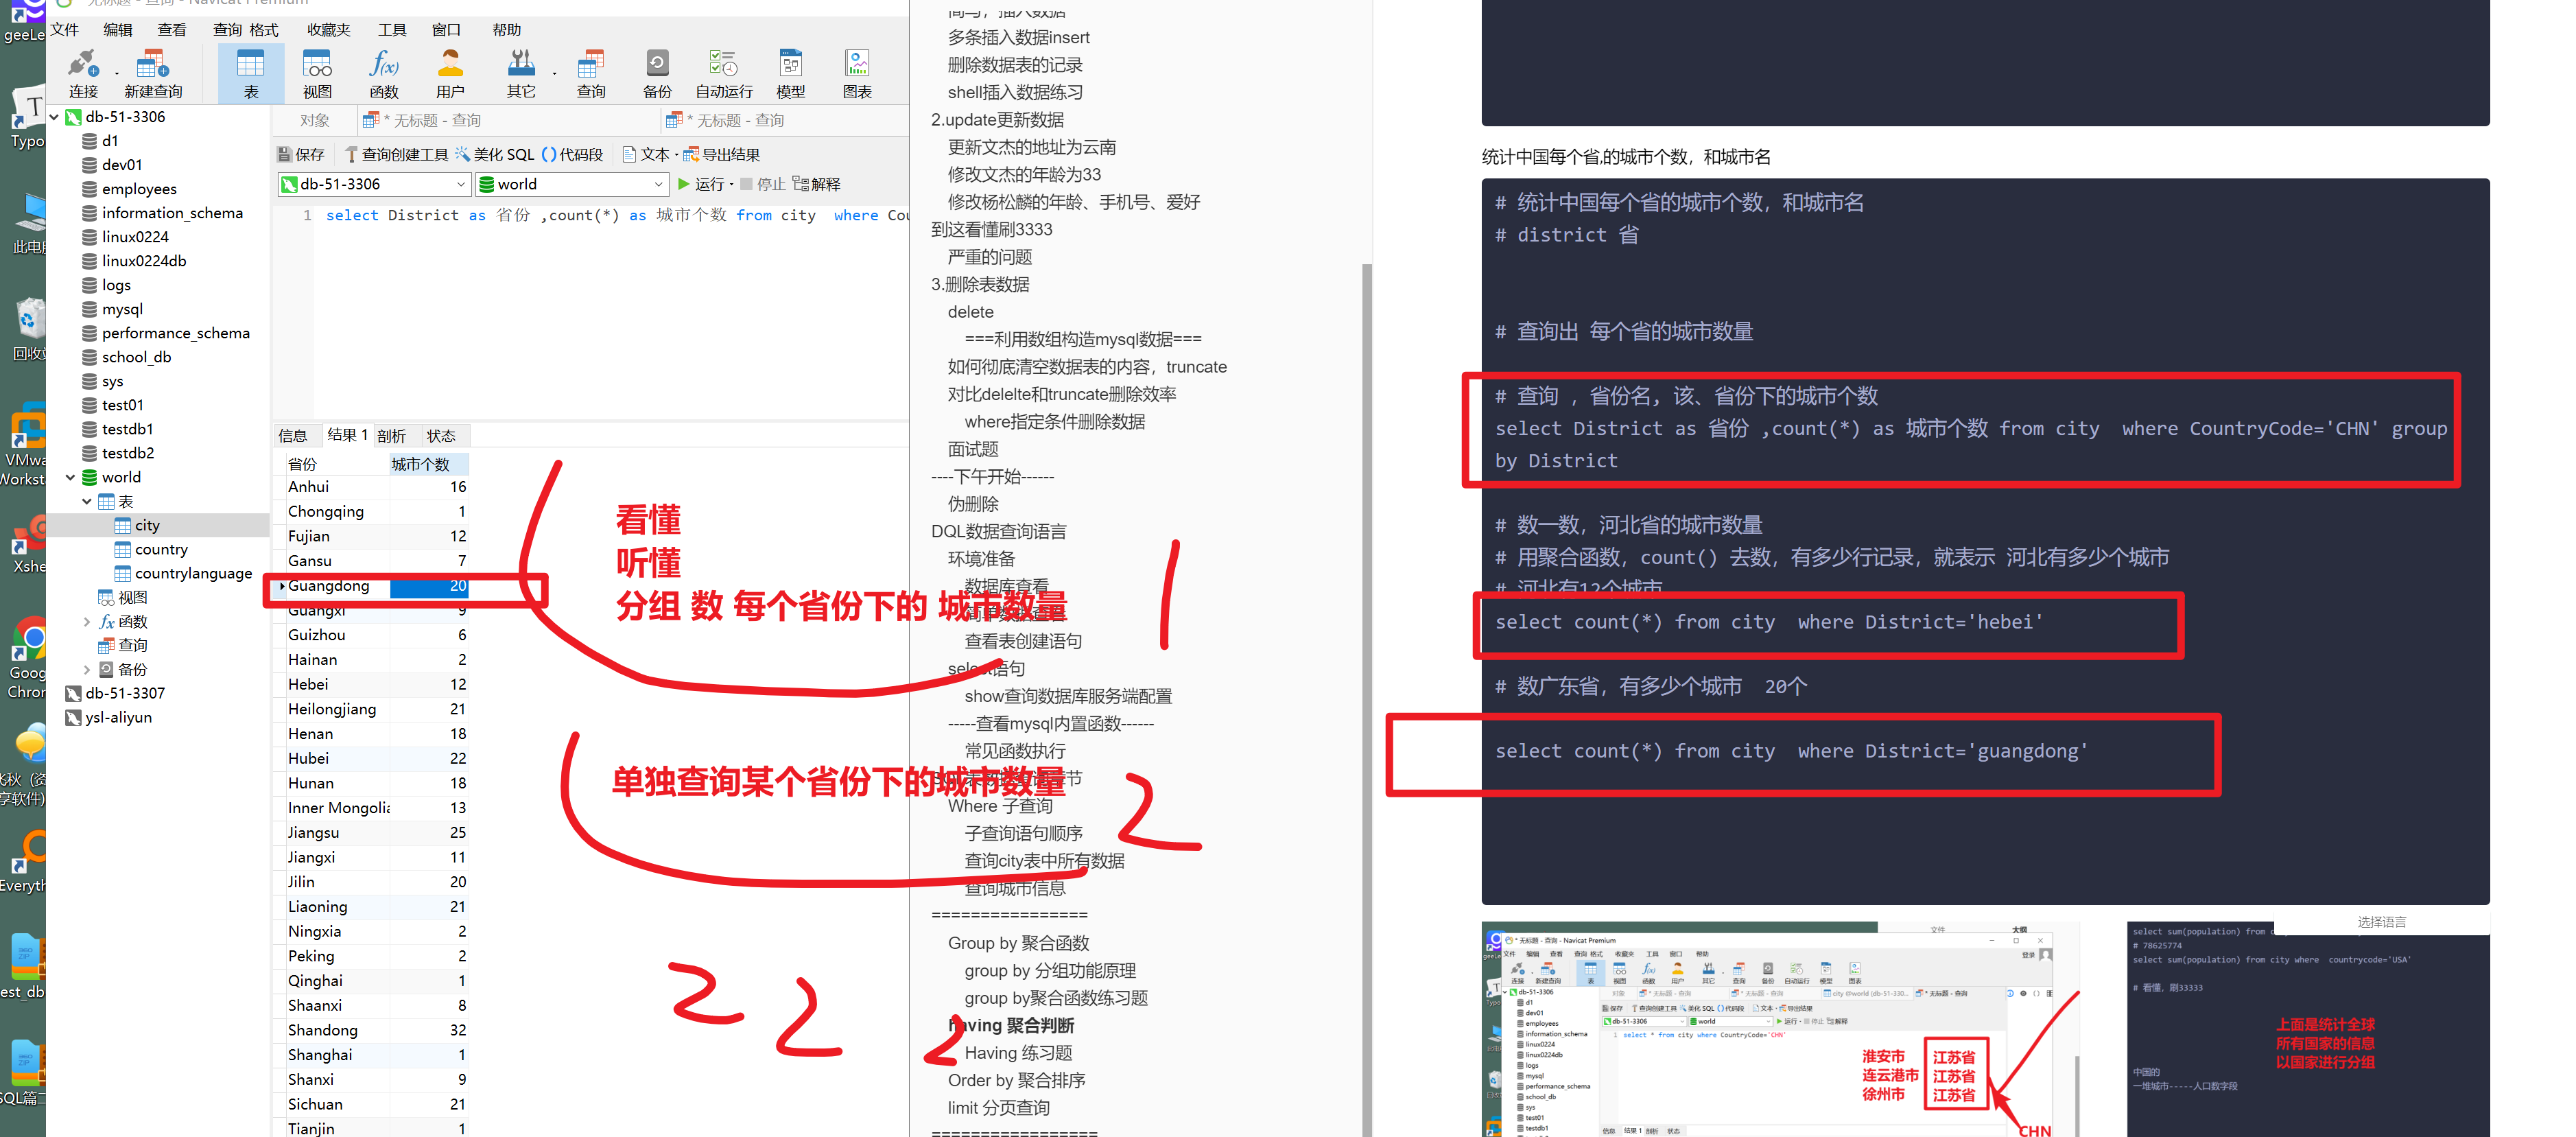 无标题 - 查询 - Navicat Premium
文件 编辑 查看 查询 格式 收藏夹 工具 窗口 帮助
连接 新建查询 表 视图 函数 用户 其它 查询 备份 自动运行 模型 图表
db-51-3306
d1
dev01
employees
information_schema
linux0224
linux0224db
logs
mysql
performance_schema
school_db
sys
test01
testdb1
testdb2
world
表
city
country
countrylanguage
视图
函数
查询
备份
db-51-3307
ysl-aliyun
对象 * 无标题 - 查询 * 无标题 - 查询
保存 查询创建工具 美化 SQL () 代码段 文本 导出结果
db-51-3306 world 运行 停止 解释
1 select District as 省份 ,count(*) as 城市个数 from city where Cou
信息 结果 1 剖析 状态
省份 城市个数
Anhui 16
Chongqing 1
Fujian 12
Gansu 7
Guangdong 20
Guangxi 9
Guizhou 6
Hainan 2
Hebei 12
Heilongjiang 21
Henan 18
Hubei 22
Hunan 18
Inner Mongolia 13
Jiangsu 25
Jiangxi 11
Jilin 20
Liaoning 21
Ningxia 2
Peking 2
Qinghai 1
Shaanxi 8
Shandong 32
Shanghai 1
Shanxi 9
Sichuan 21
Tianjin 1
看懂
听懂
分组 数 每个省份下的 城市数量
单独查询某个省份下的城市数量
1
2
2 2 2
多条插入数据insert
删除数据表的记录
shell插入数据练习
2.update更新数据
更新文杰的地址为云南
修改文杰的年龄为33
修改杨松麟的年龄、手机号、爱好
到这看懂刷3333
严重的问题
3.删除表数据
delete
===利用数组构造mysql数据===
如何彻底清空数据表的内容，truncate
对比delelte和truncate删除效率
where指定条件删除数据
面试题
----下午开始------
伪删除
DQL数据查询语言
环境准备
数据库查看
查看表创建语句
select语句
show查询数据库服务端配置
-----查看mysql内置函数------
常见函数执行
Where 子查询
子查询语句顺序
查询city表中所有数据
查询城市信息
================
Group by 聚合函数
group by 分组功能原理
group by聚合函数练习题
having 聚合判断
Having 练习题
Order by 聚合排序
limit 分页查询
=================
统计中国每个省,的城市个数，和城市名
# 统计中国每个省的城市个数，和城市名
# district 省
# 查询出 每个省的城市数量
# 查询 ，省份名，该、省份下的城市个数
select District as 省份 ,count(*) as 城市个数 from city where CountryCode='CHN' group
by District
# 数一数，河北省的城市数量
# 用聚合函数，count() 去数，有多少行记录，就表示 河北有多少个城市
# 河北有12个城市
select count(*) from city where District='hebei'
# 数广东省，有多少个城市 20个
select count(*) from city where District='guangdong'
选择语言
* 无标题 - 查询 - Navicat Premium
1 select * from city where CountryCode='CHN'
淮安市 江苏省
连云港市 江苏省
徐州市 江苏省
CHN
select sum(population) from
# 78625774
select sum(population) from city where countrycode='USA'
# 看懂，刷33333
上面是统计全球
所有国家的信息
以国家进行分组
中国的
一堆城市-----人口数字段